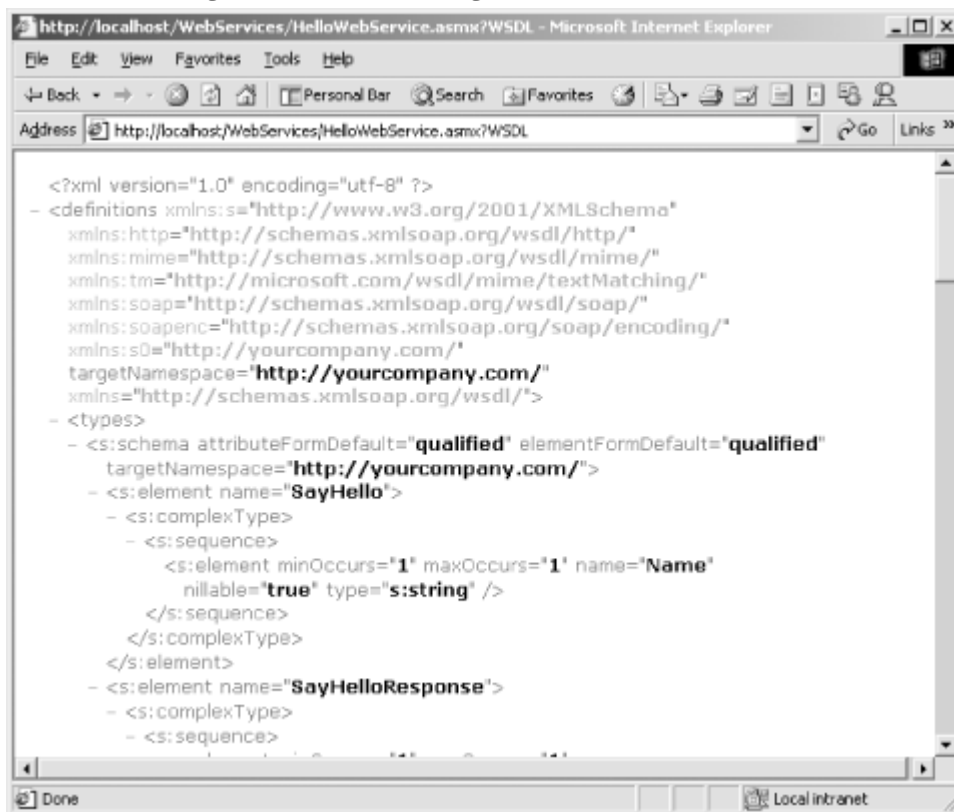 http://localhost/WebServices/HelloWebService.asmx?WSDL - Microsoft Internet Explorer
File Edit View Favorites Tools Help
Back Personal Bar Search Favorites
Address http://localhost/WebServices/HelloWebService.asmx?WSDL Go Links »
<?xml version="1.0" encoding="utf-8" ?>
- <definitions xmlns:s="http://www.w3.org/2001/XMLSchema"
xmlns:http="http://schemas.xmlsoap.org/wsdl/http/"
xmlns:mime="http://schemas.xmlsoap.org/wsdl/mime/"
xmlns:tm="http://microsoft.com/wsdl/mime/textMatching/"
xmlns:soap="http://schemas.xmlsoap.org/wsdl/soap/"
xmlns:soapenc="http://schemas.xmlsoap.org/soap/encoding/"
xmlns:s0="http://yourcompany.com/"
targetNamespace="http://yourcompany.com/"
xmlns="http://schemas.xmlsoap.org/wsdl/">
- <types>
- <s:schema attributeFormDefault="qualified" elementFormDefault="qualified"
targetNamespace="http://yourcompany.com/">
- <s:element name="SayHello">
- <s:complexType>
- <s:sequence>
<s:element minOccurs="1" maxOccurs="1" name="Name"
nillable="true" type="s:string" />
</s:sequence>
</s:complexType>
</s:element>
- <s:element name="SayHelloResponse">
- <s:complexType>
- <s:sequence>
Done Local intranet